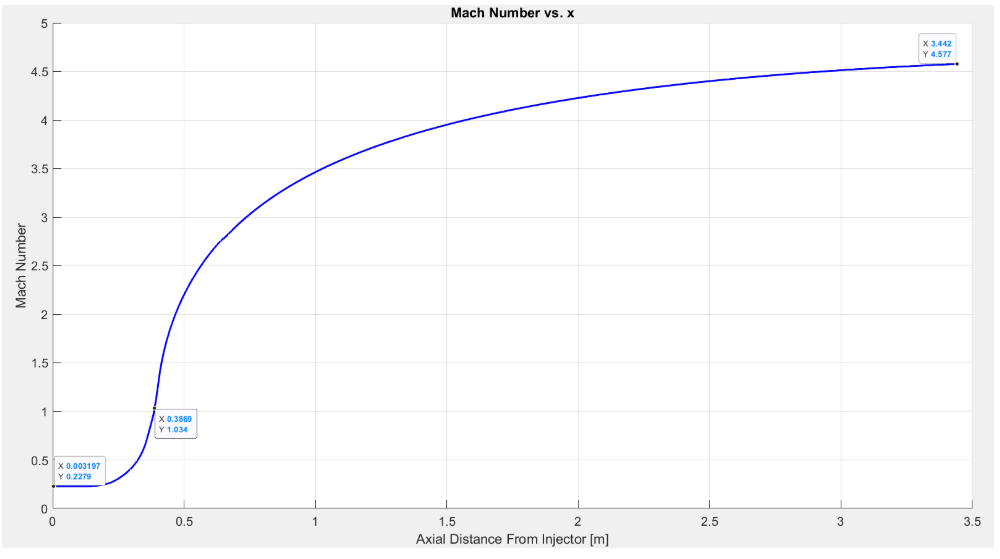 Mach Number vs. x
5
4.5
4
3.5
3
2.5
2
1.5
1
0.5
0
Mach Number
X 3.442
Y 4.577
X 0.3869
Y 1.034
X 0.003197
Y 0.2279
0 0.5 1 1.5 2 2.5 3 3.5
Axial Distance From Injector [m]